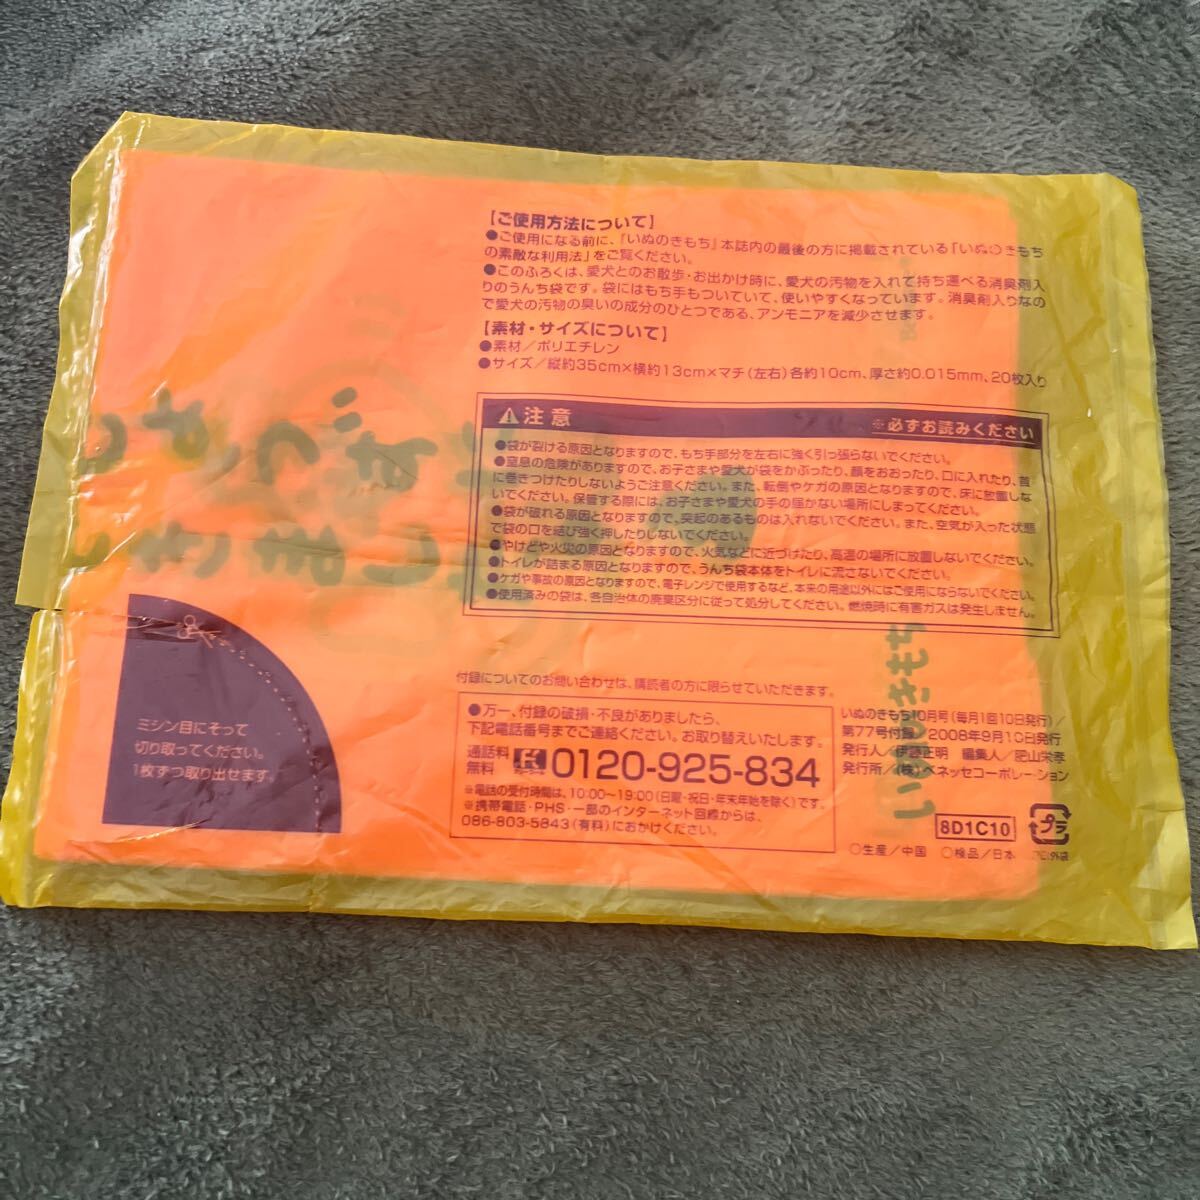 【ご使用方法について】
●ご使用になる前に、『いぬのきもち』本誌内の最後の方に掲載されている「いぬのきもち
の素敵な利用法」をご覧ください。
●このふろくは、愛犬とのお散歩・お出かけ時に、愛犬の汚物を入れて持ち運べる消臭剤入
りのうんち袋です。袋にはもち手もついていて、使いやすくなっています。消臭剤入りなの
で愛犬の汚物の臭いの成分のひとつである、アンモニアを減少させます。
【素材・サイズについて】
●素材/ポリエチレン
●サイズ/縦約35cm×横約13cm×マチ(左右)各約10cm、厚さ約0.015mm、20枚入り
⚠注意 ※必ずお読みください
●袋が裂ける原因となりますので、もち手部分を左右に強く引っ張らないでください。
●窒息の危険がありますので、お子さまや愛犬が袋をかぶったり、顔をおおったり、口に入れたり、首
に巻きつけたりしないようご注意ください。また、転倒やケガの原因となりますので、床に放置しな
いでください。保管する際には、お子さまや愛犬の手の届かない場所にしまってください。
●袋が破れる原因となりますので、突起のあるものは入れないでください。また、空気が入った状態
で袋の口を結び強く押したりしないでください。
●やけどや火災の原因となりますので、火気などに近づけたり、高温の場所に放置しないでください。
●トイレが詰まる原因となりますので、うんち袋本体をトイレに流さないでください。
●ケガや事故の原因となりますので、電子レンジで使用するなど、本来の用途以外にはご使用にならないでください。
●使用済みの袋は、各自治体の廃棄区分に従って処分してください。燃焼時に有害ガスは発生しません。
ミシン目にそって
切り取ってください。
1枚ずつ取り出せます。
付録についてのお問い合わせは、購読者の方に限らせていただきます。
●万一、付録の破損・不良がありましたら、
下記電話番号までご連絡ください。お取り替えいたします。
通話料
無料
0120-925-834
※電話の受付時間は、10:00〜19:00(日曜・祝日・年末年始を除く)です。
※携帯電話・PHS・一部のインターネット回線からは、
086-803-5843(有料)におかけください。
いぬのきもち10月号(毎月1回10日発行)/
第77号付録 2008年9月10日発行
発行人/伊藤正明 編集人/肥山栄孝
発行所/(株)ベネッセコーポレーション
8D1C10
プラ
○生産/中国 ○検品/日本
外袋
いぬのきもち